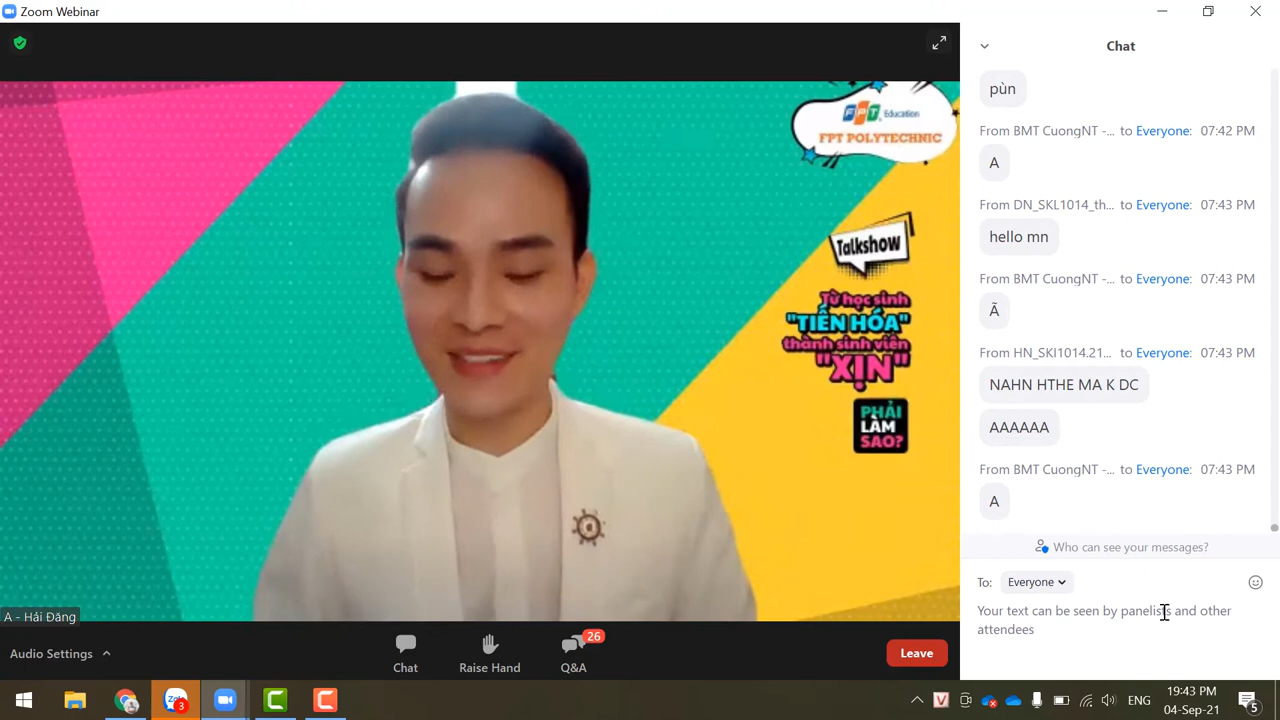 Zoom Webinar
Chat
pùn
From BMT CuongNT -... to Everyone: 07:42 PM
A
From DN_SKL1014_th... to Everyone: 07:43 PM
hello mn
From BMT CuongNT -... to Everyone: 07:43 PM
Ã
From HN_SKI1014.21... to Everyone: 07:43 PM
NAHN HTHE MA K DC
AAAAAA
From BMT CuongNT -... to Everyone: 07:43 PM
A
Who can see your messages?
To: Everyone
Your text can be seen by panelists and other
attendees
FPT Education
FPT POLYTECHNIC
Talkshow
Từ học sinh
"TIẾN HÓA"
thành sinh viên
"XỊN"
PHẢI
LÀM
SAO?
A - Hải Đăng
Audio Settings
Chat
Raise Hand
26
Q&A
Leave
3
ENG
19:43 PM
04-Sep-21
5